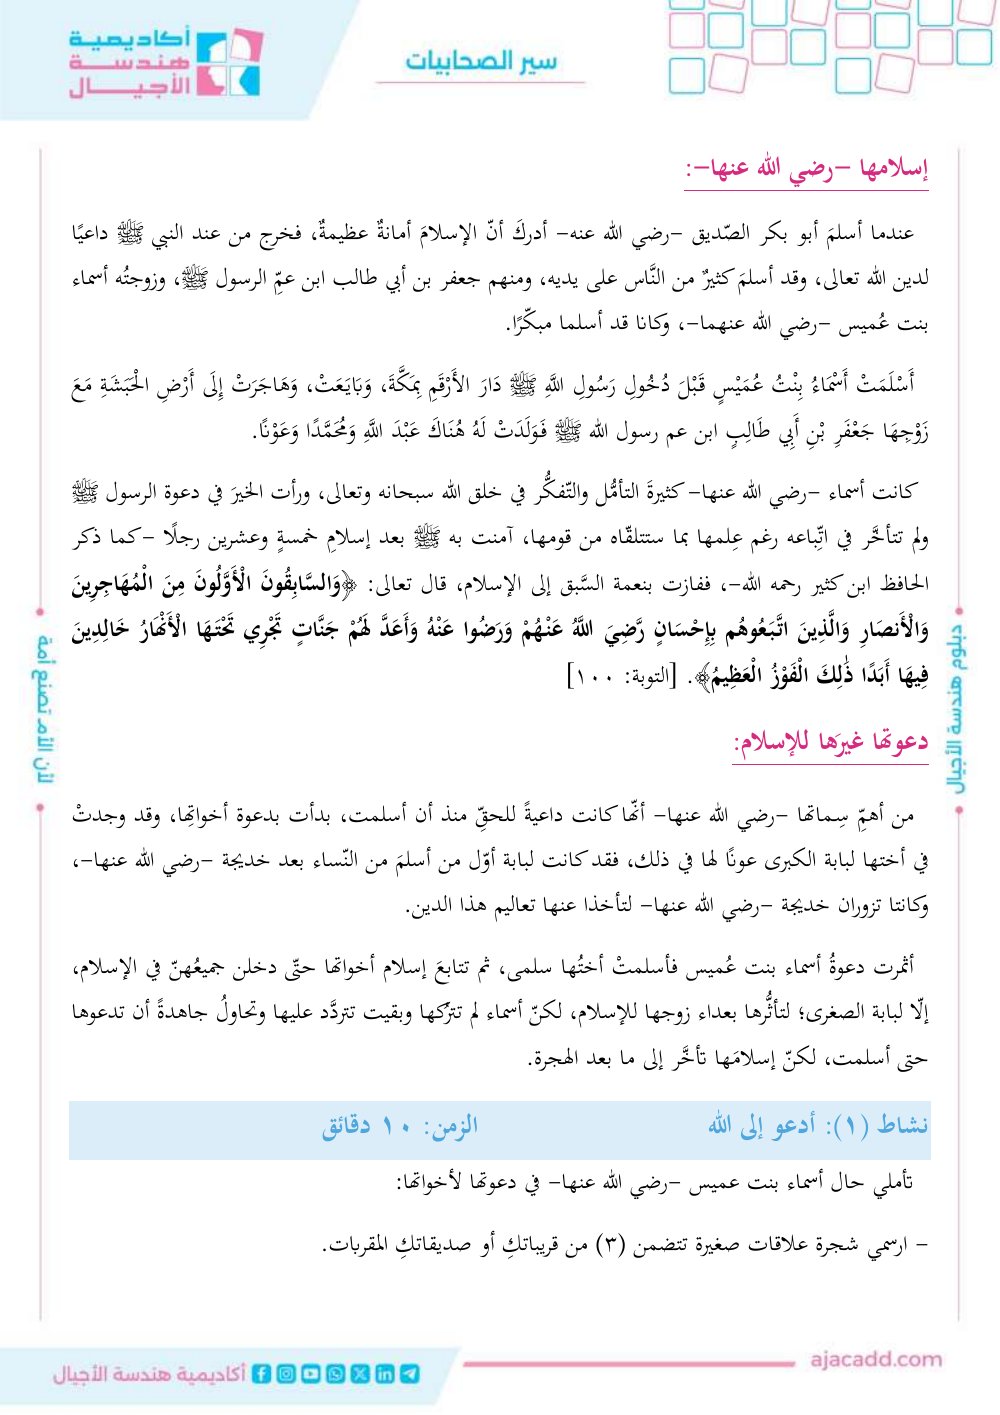 أكاديمية
هندسة
الأجيال
سير الصحابيات
إسلامها –رضي الله عنها–:
عندما أسلمَ أبو بكر الصّديق –رضي الله عنه– أدركَ أنّ الإسلامَ أمانةٌ عظيمةٌ، فخرج من عند النبي ﷺ داعيًا
لدين الله تعالى، وقد أسلمَ كثيرٌ من النَّاس على يديه، ومنهم جعفر بن أبي طالب ابن عمّ الرسول ﷺ، وزوجتُه أسماء
بنت عُميس –رضي الله عنهما–، وكانا قد أسلما مبكّرًا.
أَسْلَمَتْ أَسْمَاءُ بِنْتُ عُمَيْسٍ قَبْلَ دُخُولِ رَسُولِ اللَّهِ ﷺ دَارَ الأَرْقَمِ بِمَكَّةَ، وَبَايَعَتْ، وَهَاجَرَتْ إِلَى أَرْضِ الْحَبَشَةِ مَعَ
زَوْجِهَا جَعْفَرِ بْنِ أَبِي طَالِبٍ ابن عم رسول الله ﷺ فَوَلَدَتْ لَهُ هُنَاكَ عَبْدَ اللَّهِ وَمُحَمَّدًا وَعَوْنًا.
كانت أسماء –رضي الله عنها– كثيرةَ التأمُّل والتّفكُّر في خلق الله سبحانه وتعالى، ورأت الخيرَ في دعوة الرسول ﷺ
ولم تتأخَّر في اتّباعه رغم عِلمها بما ستتلقّاه من قومها، آمنت به ﷺ بعد إسلامِ خمسةٍ وعشرين رجلًا –كما ذكر
الحافظ ابن كثير رحمه الله–، ففازت بنعمة السَّبق إلى الإسلام، قال تعالى: ﴿وَالسَّابِقُونَ الْأَوَّلُونَ مِنَ الْمُهَاجِرِينَ
وَالْأَنصَارِ وَالَّذِينَ اتَّبَعُوهُم بِإِحْسَانٍ رَّضِيَ اللَّهُ عَنْهُمْ وَرَضُوا عَنْهُ وَأَعَدَّ لَهُمْ جَنَّاتٍ تَجْرِي تَحْتَهَا الْأَنْهَارُ خَالِدِينَ
فِيهَا أَبَدًا ذَٰلِكَ الْفَوْزُ الْعَظِيمُ﴾. [التوبة: ١٠٠]
دعوتها غيرَها للإسلام:
من أهمِّ سِماتها –رضي الله عنها– أنّها كانت داعيةً للحقِّ منذ أن أسلمت، بدأت بدعوة أخواتِها، وقد وجدتْ
في أختها لبابة الكبرى عونًا لها في ذلك، فقد كانت لبابة أوّل من أسلمَ من النّساء بعد خديجة –رضي الله عنها–،
وكانتا تزوران خديجة –رضي الله عنها– لتأخذا عنها تعاليم هذا الدين.
أثمرت دعوةُ أسماء بنت عُميس فأسلمتْ أختُها سلمى، ثم تتابعَ إسلام أخواتها حتّى دخلن جميعُهنّ في الإسلام،
إلّا لبابة الصغرى؛ لتأثُّرها بعداء زوجها للإسلام، لكنّ أسماء لم تتركها وبقيت تتردَّد عليها وتحاولُ جاهدةً أن تدعوها
حتى أسلمت، لكنّ إسلامَها تأخَّر إلى ما بعد الهجرة.
نشاط (١): أدعو إلى الله الزمن: ١٠ دقائق
تأملي حال أسماء بنت عميس –رضي الله عنها– في دعوتها لأخواتها:
– ارسمي شجرة علاقات صغيرة تتضمن (٣) من قريباتكِ أو صديقاتكِ المقربات.
دبلوم هندسة الأجيال
لأن الأم تصنع أمة
أكاديمية هندسة الأجيال
ajacadd.com